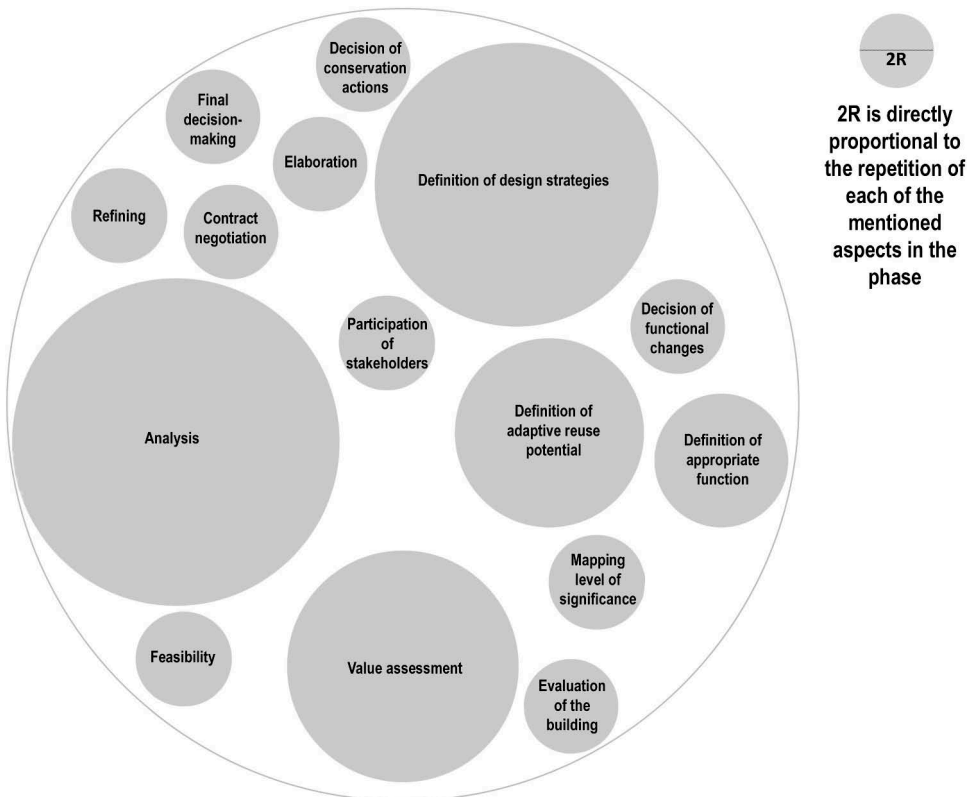 Decision of
conservation
actions
Final
decision-
making
Elaboration
Definition of design strategies
Refining
Contract
negotiation
Participation
of
stakeholders
Decision of
functional
changes
Analysis
Definition of
adaptive reuse
potential
Definition of
appropriate
function
Mapping
level of
significance
Feasibility
Value assessment
Evaluation
of the
building
2R
2R is directly
proportional to
the repetition of
each of the
mentioned
aspects in the
phase